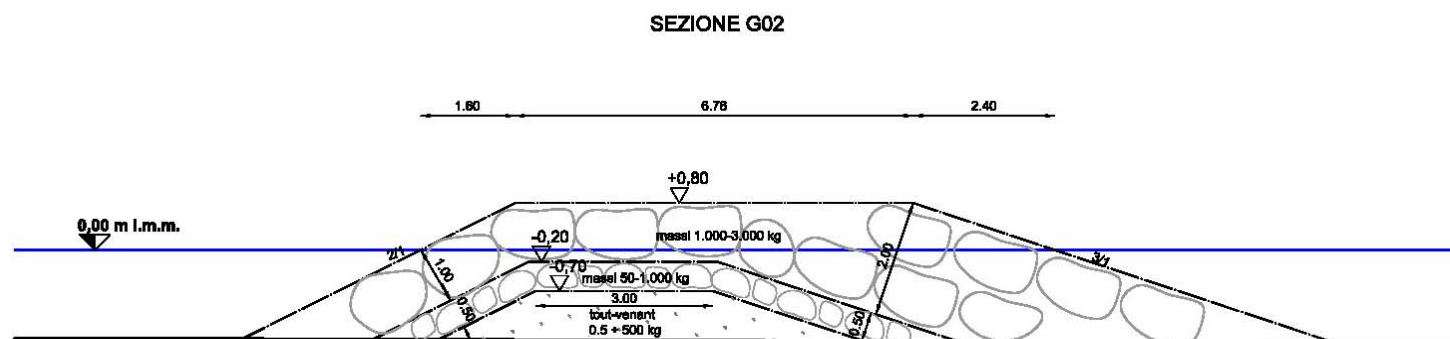 SEZIONE G02
1.60 6.76 2.40
+0,80
0,00 m l.m.m.
2/1
-0,20
massi 1.000-3.000 kg
1.00
2.00
3/1
-0,70
massi 50-1.000 kg
0.50
3.00
0.50
tout-venant
0.5 ÷ 500 kg